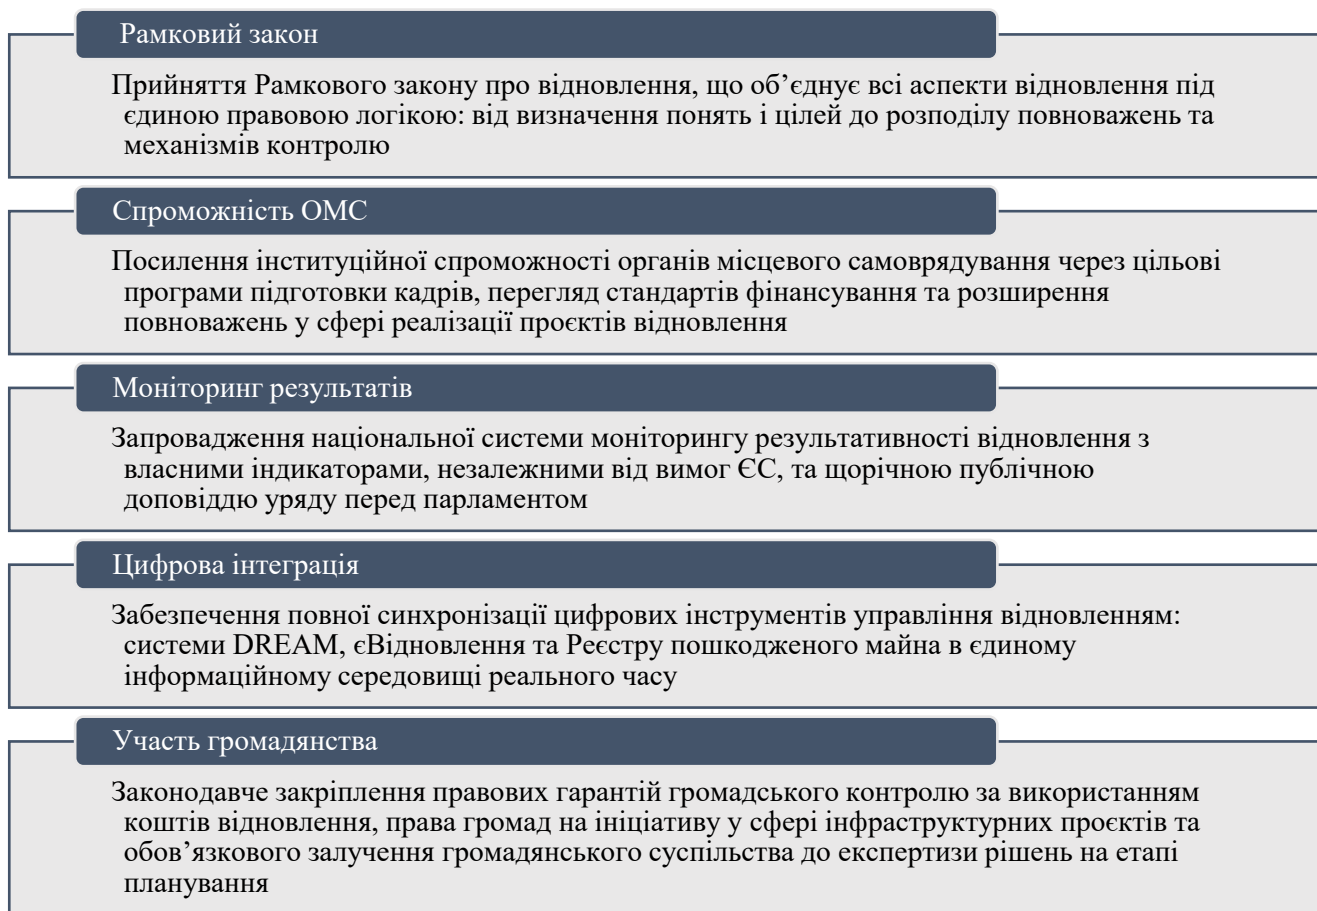 Рамковий закон
Прийняття Рамкового закону про відновлення, що об’єднує всі аспекти відновлення під
єдиною правовою логікою: від визначення понять і цілей до розподілу повноважень та
механізмів контролю
Спроможність ОМС
Посилення інституційної спроможності органів місцевого самоврядування через цільові
програми підготовки кадрів, перегляд стандартів фінансування та розширення
повноважень у сфері реалізації проєктів відновлення
Моніторинг результатів
Запровадження національної системи моніторингу результативності відновлення з
власними індикаторами, незалежними від вимог ЄС, та щорічною публічною
доповіддю уряду перед парламентом
Цифрова інтеграція
Забезпечення повної синхронізації цифрових інструментів управління відновленням:
системи DREAM, єВідновлення та Реєстру пошкодженого майна в єдиному
інформаційному середовищі реального часу
Участь громадянства
Законодавче закріплення правових гарантій громадського контролю за використанням
коштів відновлення, права громад на ініціативу у сфері інфраструктурних проєктів та
обов’язкового залучення громадянського суспільства до експертизи рішень на етапі
планування